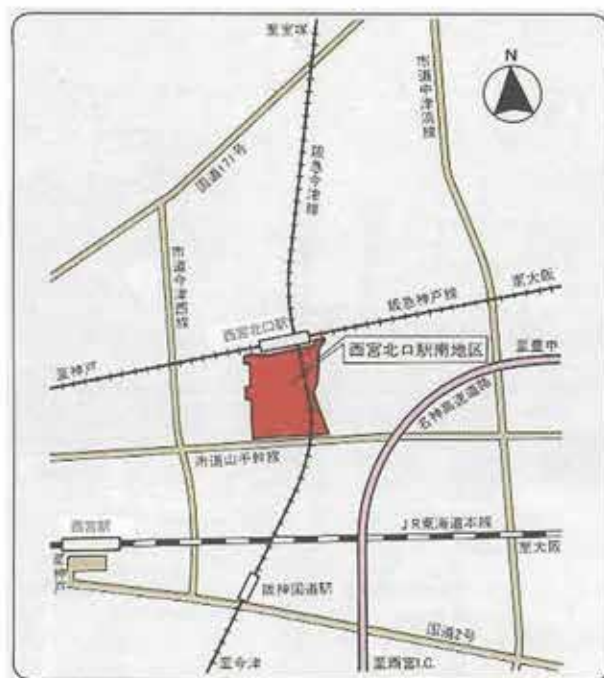 至宝塚
N
市道中津浜線
国道171号
阪急今津線
市道今津西線
至大阪
阪急神戸線
西宮北口駅
西宮北口駅南地区
至豊中
至神戸
名神高速道路
市道山手幹線
西宮駅
JR東海道本線
至大阪
阪神国道駅
国道2号
至今津
至西宮I.C.